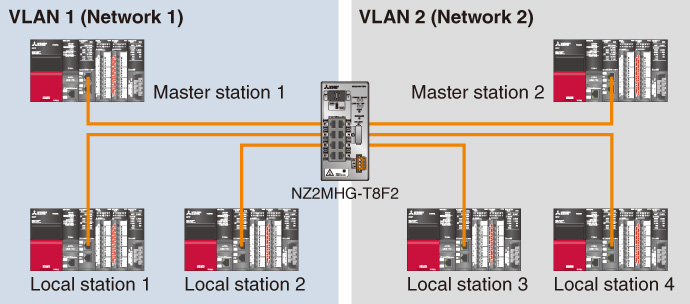 VLAN 1 (Network 1)
VLAN 2 (Network 2)
Master station 1
Master station 2
NZ2MHG-T8F2
Local station 1
Local station 2
Local station 3
Local station 4